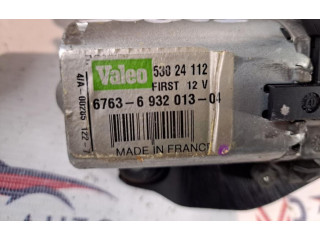 Valeo
530 24 112
FIRST 12 V
6763-6 932 013-04
MADE IN FRANCE